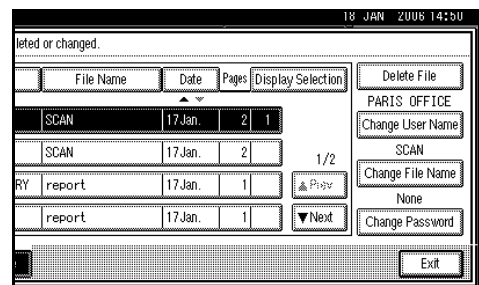 18 JAN 2006 14:50
leted or changed.
File Name Date Pages Display Selection Delete File
PARIS OFFICE
SCAN 17Jan. 2 1 Change User Name
SCAN 17Jan. 2 1/2 SCAN
Change File Name
RY report 17Jan. 1 ▲Prev
None
report 17Jan. 1 ▼Next Change Password
Exit